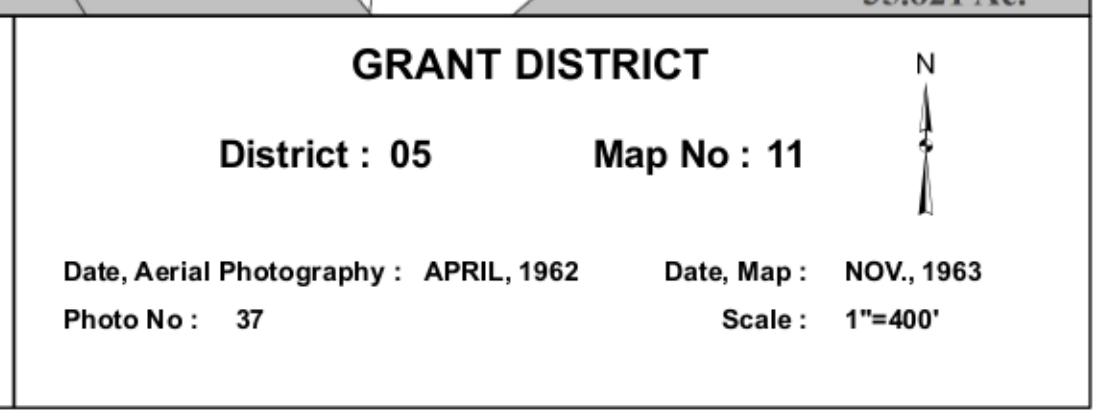 GRANT DISTRICT
N
District : 05 Map No : 11
Date, Aerial Photography : APRIL, 1962 Date, Map : NOV., 1963
Photo No : 37 Scale : 1"=400'